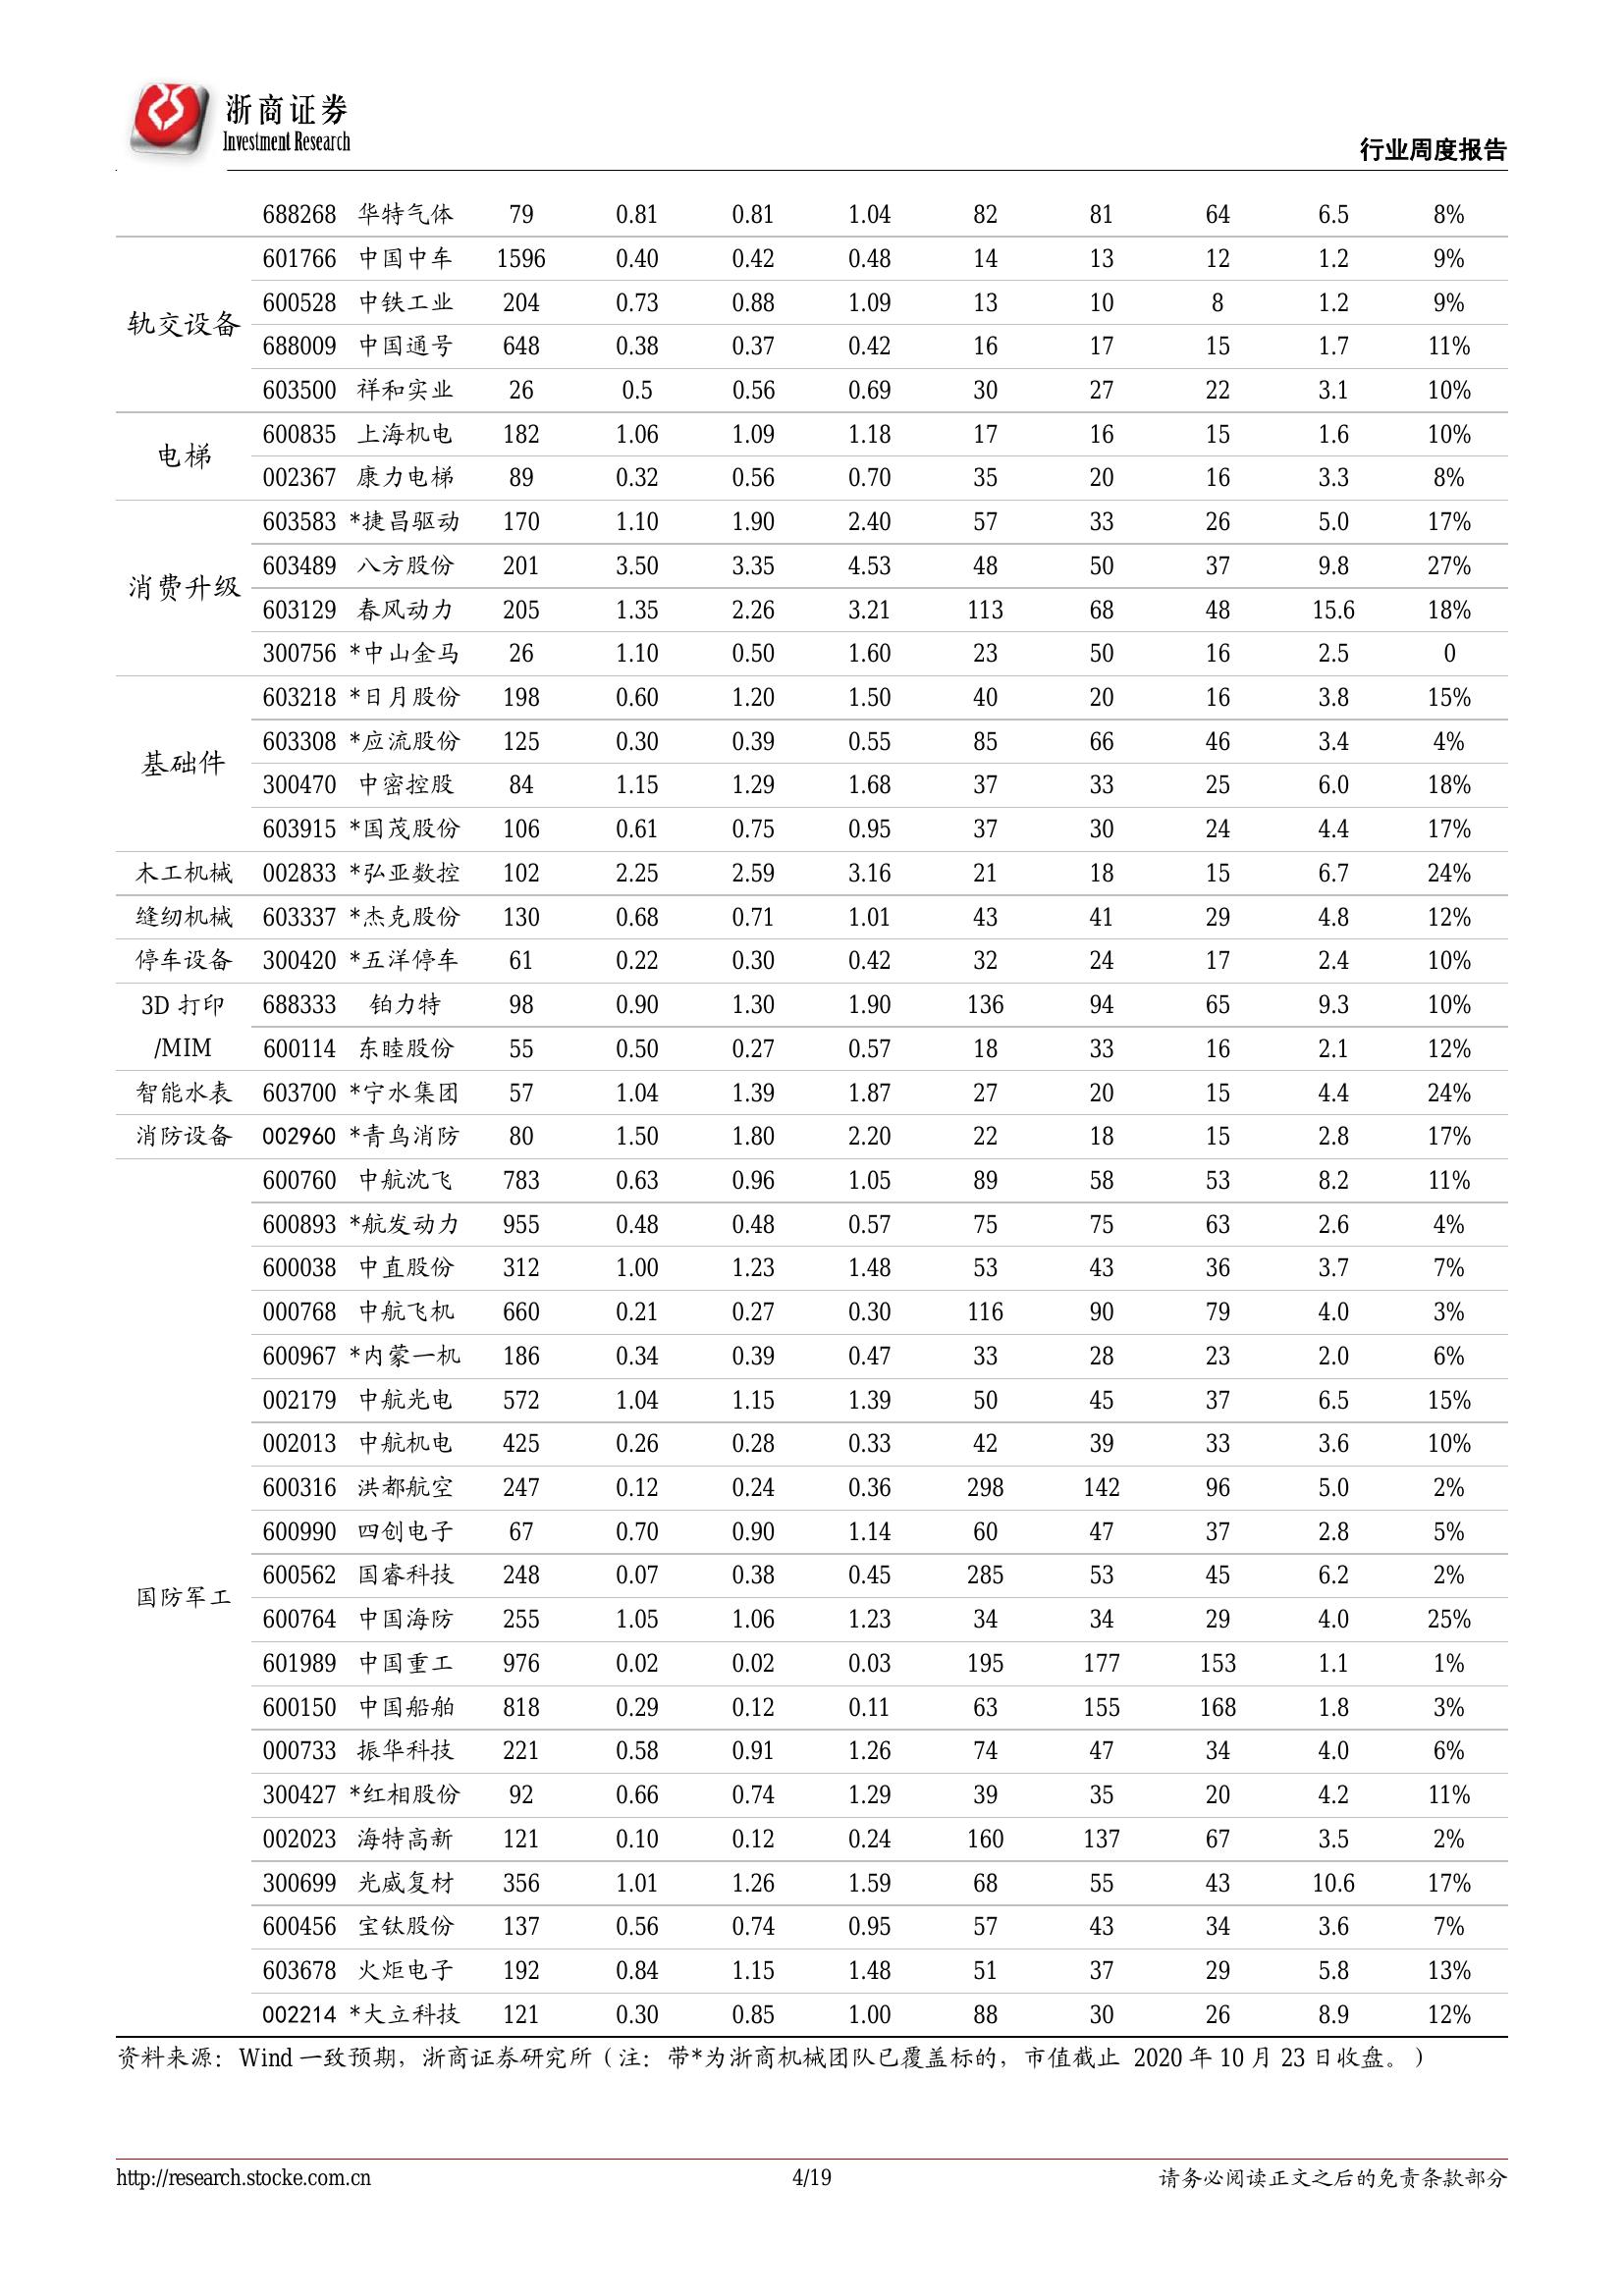 浙商证券
Investment Research
行业周度报告
688268 华特气体 79 0.81 0.81 1.04 82 81 64 6.5 8%
轨交设备
601766 中国中车 1596 0.40 0.42 0.48 14 13 12 1.2 9%
600528 中铁工业 204 0.73 0.88 1.09 13 10 8 1.2 9%
688009 中国通号 648 0.38 0.37 0.42 16 17 15 1.7 11%
603500 祥和实业 26 0.5 0.56 0.69 30 27 22 3.1 10%
电梯
600835 上海机电 182 1.06 1.09 1.18 17 16 15 1.6 10%
002367 康力电梯 89 0.32 0.56 0.70 35 20 16 3.3 8%
消费升级
603583 *捷昌驱动 170 1.10 1.90 2.40 57 33 26 5.0 17%
603489 八方股份 201 3.50 3.35 4.53 48 50 37 9.8 27%
603129 春风动力 205 1.35 2.26 3.21 113 68 48 15.6 18%
300756 *中山金马 26 1.10 0.50 1.60 23 50 16 2.5 0
基础件
603218 *日月股份 198 0.60 1.20 1.50 40 20 16 3.8 15%
603308 *应流股份 125 0.30 0.39 0.55 85 66 46 3.4 4%
300470 中密控股 84 1.15 1.29 1.68 37 33 25 6.0 18%
603915 *国茂股份 106 0.61 0.75 0.95 37 30 24 4.4 17%
木工机械 002833 *弘亚数控 102 2.25 2.59 3.16 21 18 15 6.7 24%
缝纫机械 603337 *杰克股份 130 0.68 0.71 1.01 43 41 29 4.8 12%
停车设备 300420 *五洋停车 61 0.22 0.30 0.42 32 24 17 2.4 10%
3D 打印 688333 铂力特 98 0.90 1.30 1.90 136 94 65 9.3 10%
/MIM 600114 东睦股份 55 0.50 0.27 0.57 18 33 16 2.1 12%
智能水表 603700 *宁水集团 57 1.04 1.39 1.87 27 20 15 4.4 24%
消防设备 002960 *青鸟消防 80 1.50 1.80 2.20 22 18 15 2.8 17%
国防军工
600760 中航沈飞 783 0.63 0.96 1.05 89 58 53 8.2 11%
600893 *航发动力 955 0.48 0.48 0.57 75 75 63 2.6 4%
600038 中直股份 312 1.00 1.23 1.48 53 43 36 3.7 7%
000768 中航飞机 660 0.21 0.27 0.30 116 90 79 4.0 3%
600967 *内蒙一机 186 0.34 0.39 0.47 33 28 23 2.0 6%
002179 中航光电 572 1.04 1.15 1.39 50 45 37 6.5 15%
002013 中航机电 425 0.26 0.28 0.33 42 39 33 3.6 10%
600316 洪都航空 247 0.12 0.24 0.36 298 142 96 5.0 2%
600990 四创电子 67 0.70 0.90 1.14 60 47 37 2.8 5%
600562 国睿科技 248 0.07 0.38 0.45 285 53 45 6.2 2%
600764 中国海防 255 1.05 1.06 1.23 34 34 29 4.0 25%
601989 中国重工 976 0.02 0.02 0.03 195 177 153 1.1 1%
600150 中国船舶 818 0.29 0.12 0.11 63 155 168 1.8 3%
000733 振华科技 221 0.58 0.91 1.26 74 47 34 4.0 6%
300427 *红相股份 92 0.66 0.74 1.29 39 35 20 4.2 11%
002023 海特高新 121 0.10 0.12 0.24 160 137 67 3.5 2%
300699 光威复材 356 1.01 1.26 1.59 68 55 43 10.6 17%
600456 宝钛股份 137 0.56 0.74 0.95 57 43 34 3.6 7%
603678 火炬电子 192 0.84 1.15 1.48 51 37 29 5.8 13%
002214 *大立科技 121 0.30 0.85 1.00 88 30 26 8.9 12%
资料来源：Wind 一致预期，浙商证券研究所（注：带*为浙商机械团队已覆盖标的，市值截止 2020 年 10 月 23 日收盘。）
http://research.stocke.com.cn 4/19 请务必阅读正文之后的免责条款部分